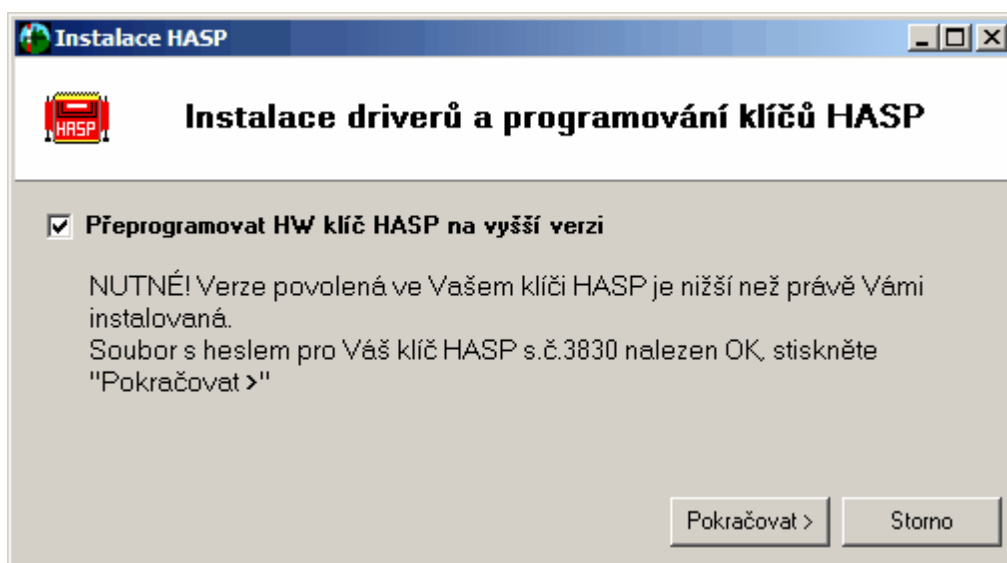 Instalace HASP
HASP
Instalace driverů a programování klíčů HASP
Přeprogramovat HW klíč HASP na vyšší verzi
NUTNÉ! Verze povolená ve Vašem klíči HASP je nižší než právě Vámi
instalovaná.
Soubor s heslem pro Váš klíč HASP s.č.3830 nalezen OK, stiskněte
"Pokračovat >"
Pokračovat >
Storno